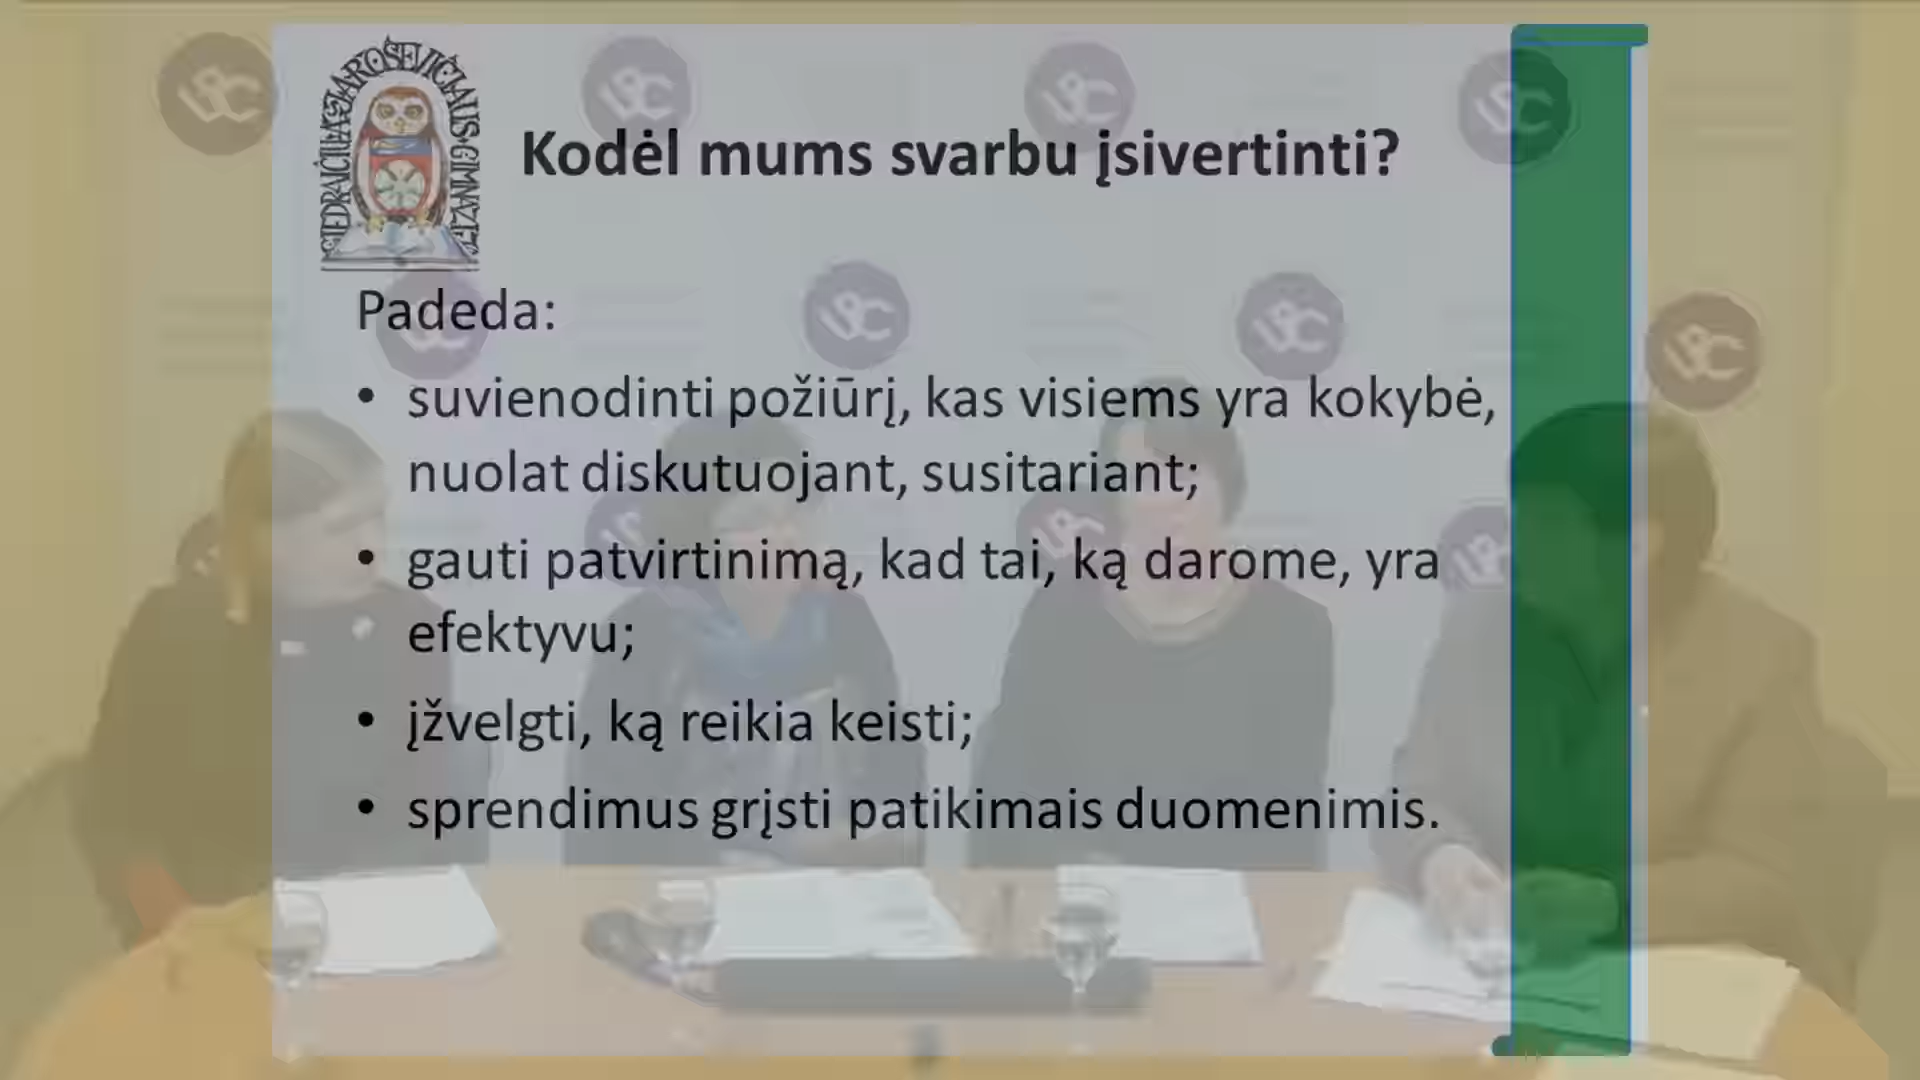 Kodėl mums svarbu įsivertinti?
Padeda:
• suvienodinti požiūrį, kas visiems yra kokybė,
nuolat diskutuojant, susitariant;
• gauti patvirtinimą, kad tai, ką darome, yra
efektyvu;
• įžvelgti, ką reikia keisti;
• sprendimus grįsti patikimais duomenimis.